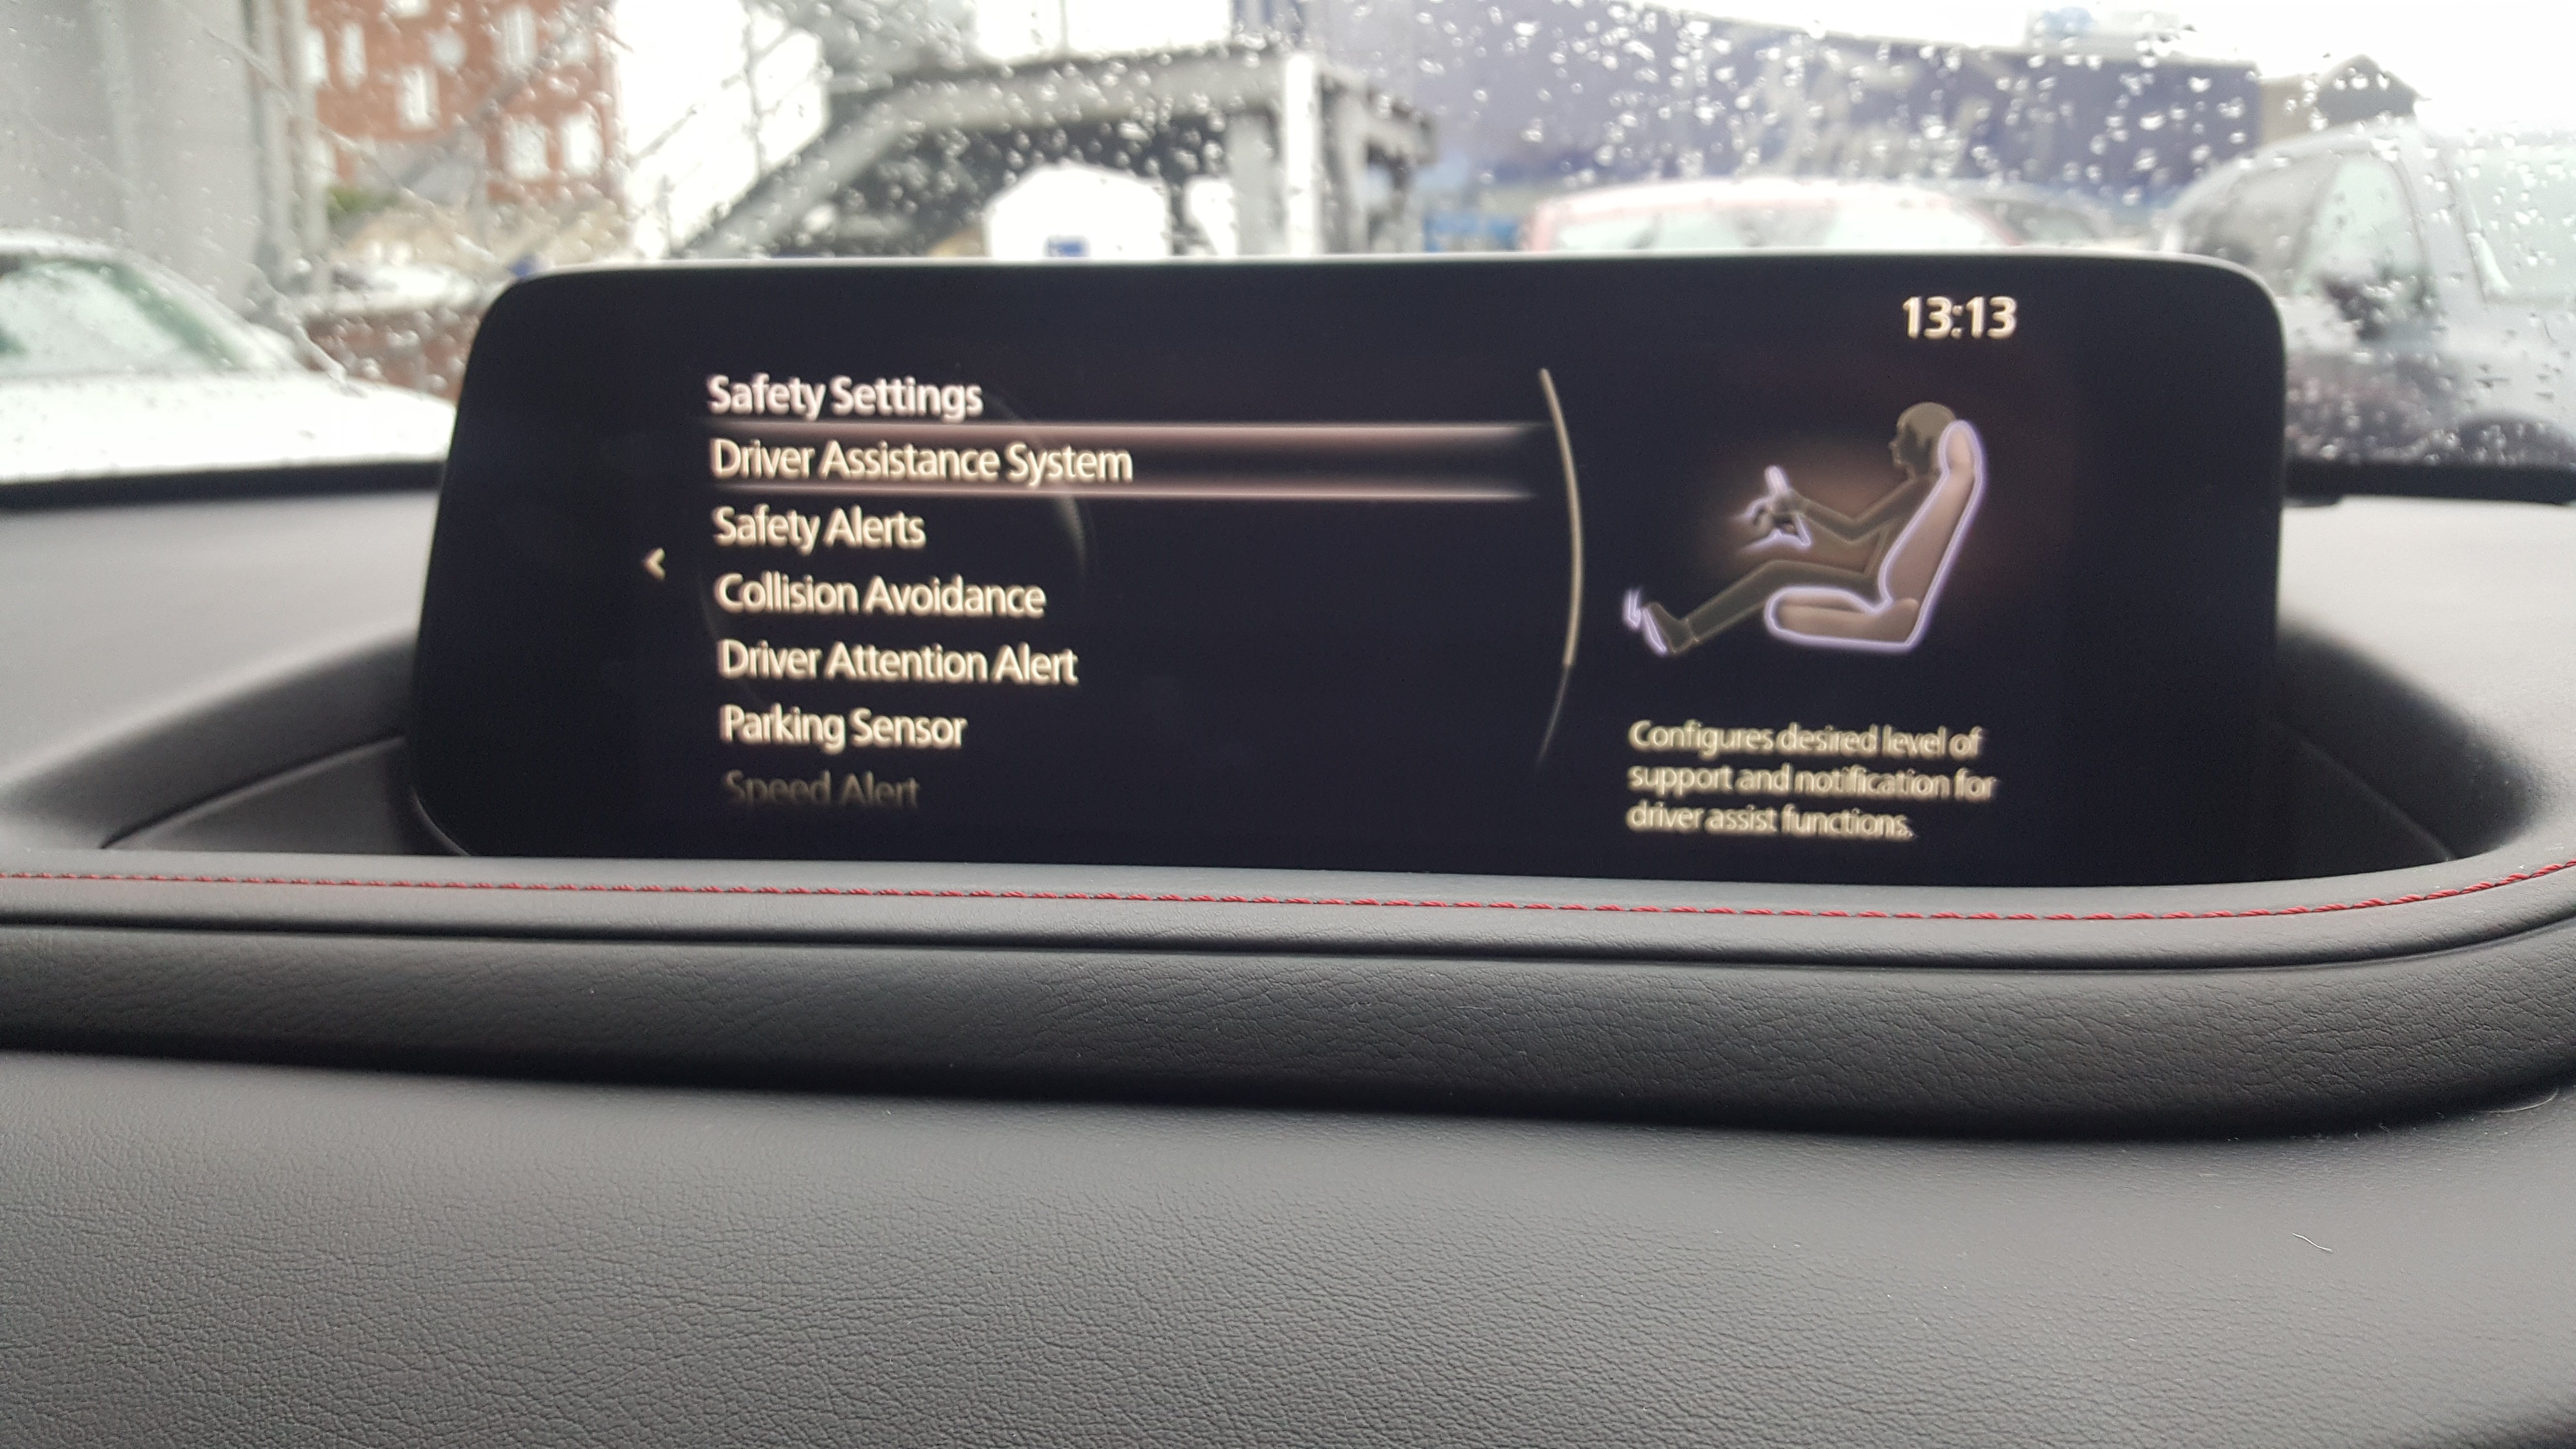 13:13
Safety Settings
Driver Assistance System
Safety Alerts
Collision Avoidance
Driver Attention Alert
Parking Sensor
Speed Alert
Configures desired level of
support and notification for
driver assist functions.